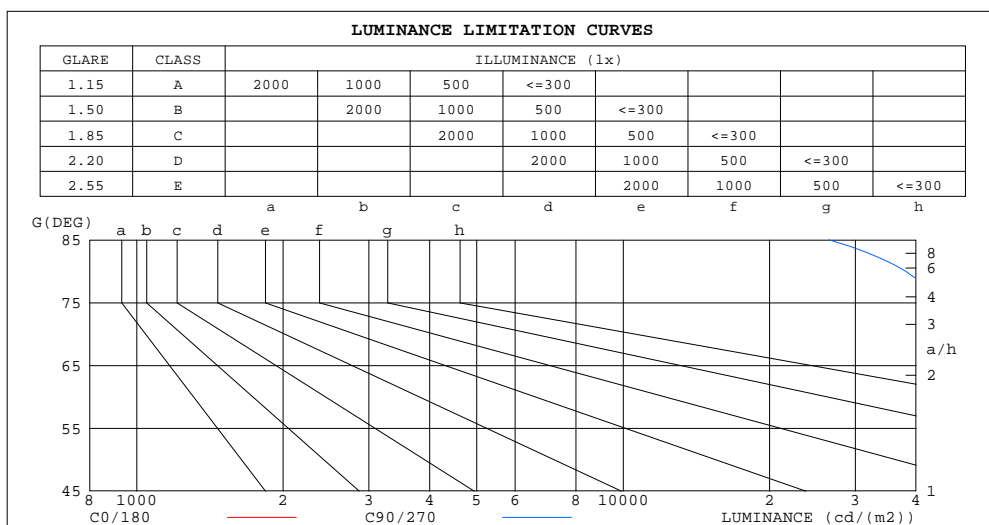 LUMINANCE LIMITATION CURVES
GLARE CLASS ILLUMINANCE (lx)
1.15 A 2000 1000 500 <=300
1.50 B 2000 1000 500 <=300
1.85 C 2000 1000 500 <=300
2.20 D 2000 1000 500 <=300
2.55 E 2000 1000 500 <=300
a b c d e f g h
G(DEG)
a b c d e f g h
85
8
6
75 4
3
a/h
65
2
55
45 1
8 1000 2 3 4 5 6 8 10000 2 3 4
C0/180 C90/270 LUMINANCE (cd/(m2))